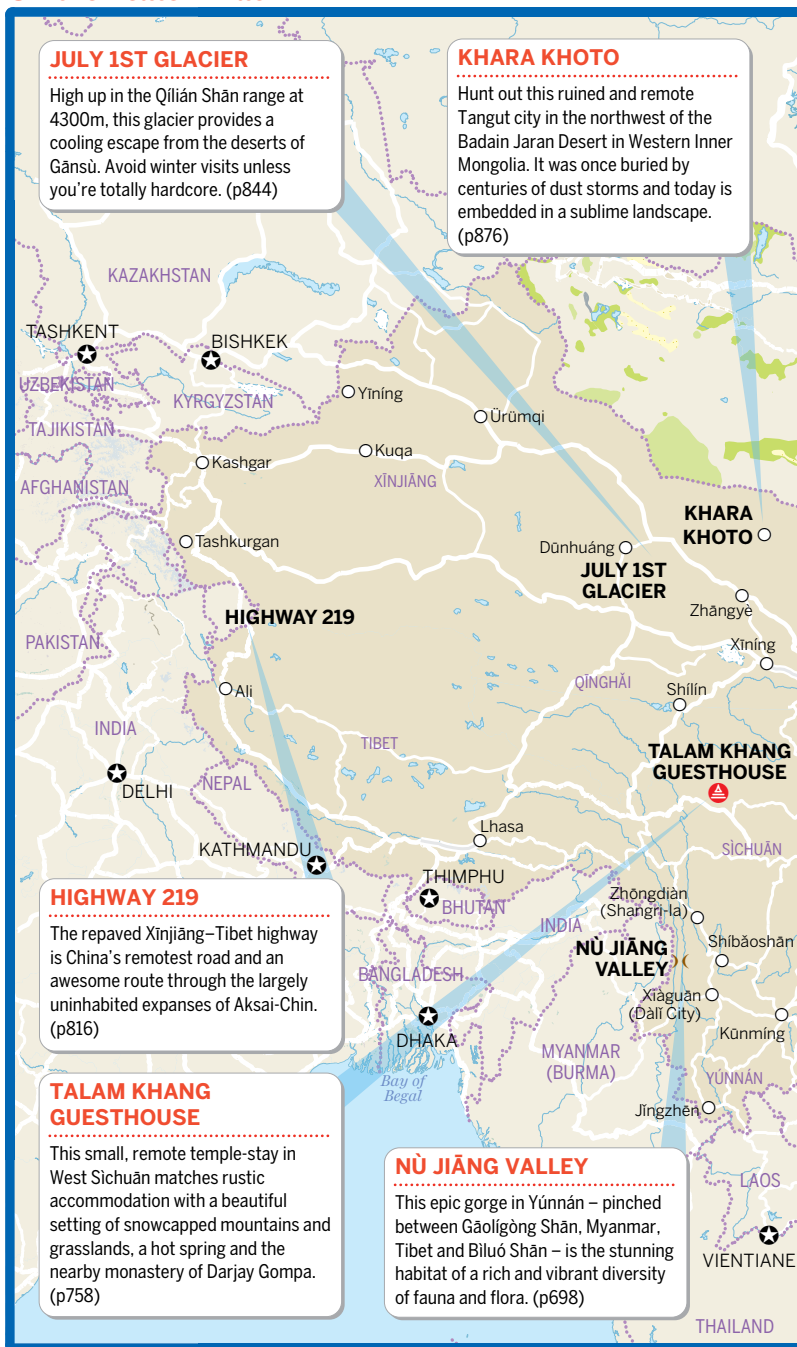 JULY 1ST GLACIER
High up in the Qílián Shān range at
4300m, this glacier provides a
cooling escape from the deserts of
Gānsù. Avoid winter visits unless
you're totally hardcore. (p844)
KHARA KHOTO
Hunt out this ruined and remote
Tangut city in the northwest of the
Badain Jaran Desert in Western Inner
Mongolia. It was once buried by
centuries of dust storms and today is
embedded in a sublime landscape.
(p876)
KAZAKHSTAN
TASHKENT
BISHKEK
UZBEKISTAN
KYRGYZSTAN
Yīníng
Ürümqi
TAJIKISTAN
Kashgar
Kuqa
XĪNJIĀNG
AFGHANISTAN
KHARA
KHOTO
Tashkurgan
Dūnhuáng
JULY 1ST
GLACIER
Zhāngyè
HIGHWAY 219
PAKISTAN
Xīníng
Ali
QĪNGHǍI
Shílín
INDIA
TIBET
TALAM KHANG
GUESTHOUSE
DELHI
NEPAL
Lhasa
KATHMANDU
SÌCHUĀN
THIMPHU
BHUTAN
Zhōngdiàn
(Shangri-la)
INDIA
NÙ JIĀNG
VALLEY
Shíbǎoshān
BANGLADESH
Xiàguān
(Dàlǐ City)
DHAKA
Kūnmíng
MYANMAR
(BURMA)
YÚNNÁN
Bay of
Begal
Jǐngzhēn
LAOS
VIENTIANE
THAILAND
HIGHWAY 219
The repaved Xīnjiāng–Tibet highway
is China's remotest road and an
awesome route through the largely
uninhabited expanses of Aksai-Chin.
(p816)
TALAM KHANG
GUESTHOUSE
This small, remote temple-stay in
West Sìchuān matches rustic
accommodation with a beautiful
setting of snowcapped mountains and
grasslands, a hot spring and the
nearby monastery of Darjay Gompa.
(p758)
NÙ JIĀNG VALLEY
This epic gorge in Yúnnán – pinched
between Gāolígòng Shān, Myanmar,
Tibet and Bìluó Shān – is the stunning
habitat of a rich and vibrant diversity
of fauna and flora. (p698)